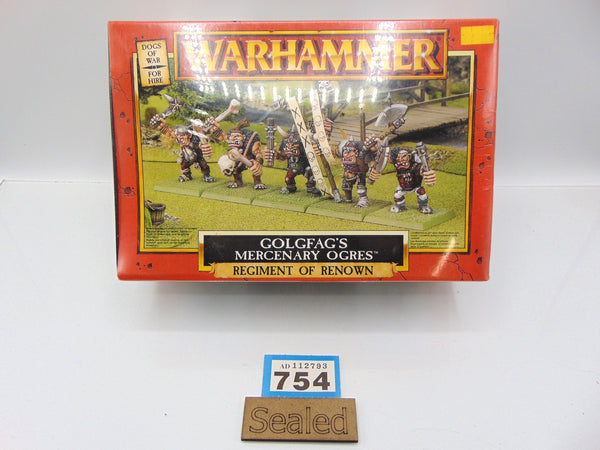 DOGS
OF
WAR
FOR
HIRE
WARHAMMER
GOLGFAG'S
MERCENARY OGRES™
REGIMENT OF RENOWN
AD 112793
754
Sealed